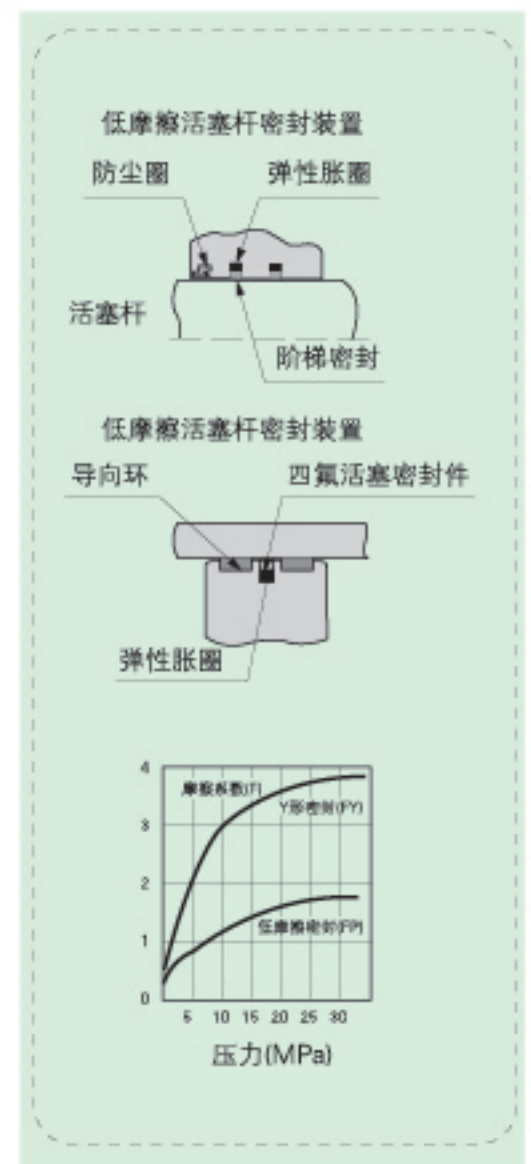 低摩擦活塞杆密封装置
防尘圈 弹性胀圈
活塞杆
阶梯密封
低摩擦活塞杆密封装置
导向环 四氟活塞密封件
弹性胀圈
4
摩擦系数(F)
Y形密封(FY)
3
2
低摩擦密封(FP)
1
0
5 10 15 20 25 30
压力(MPa)